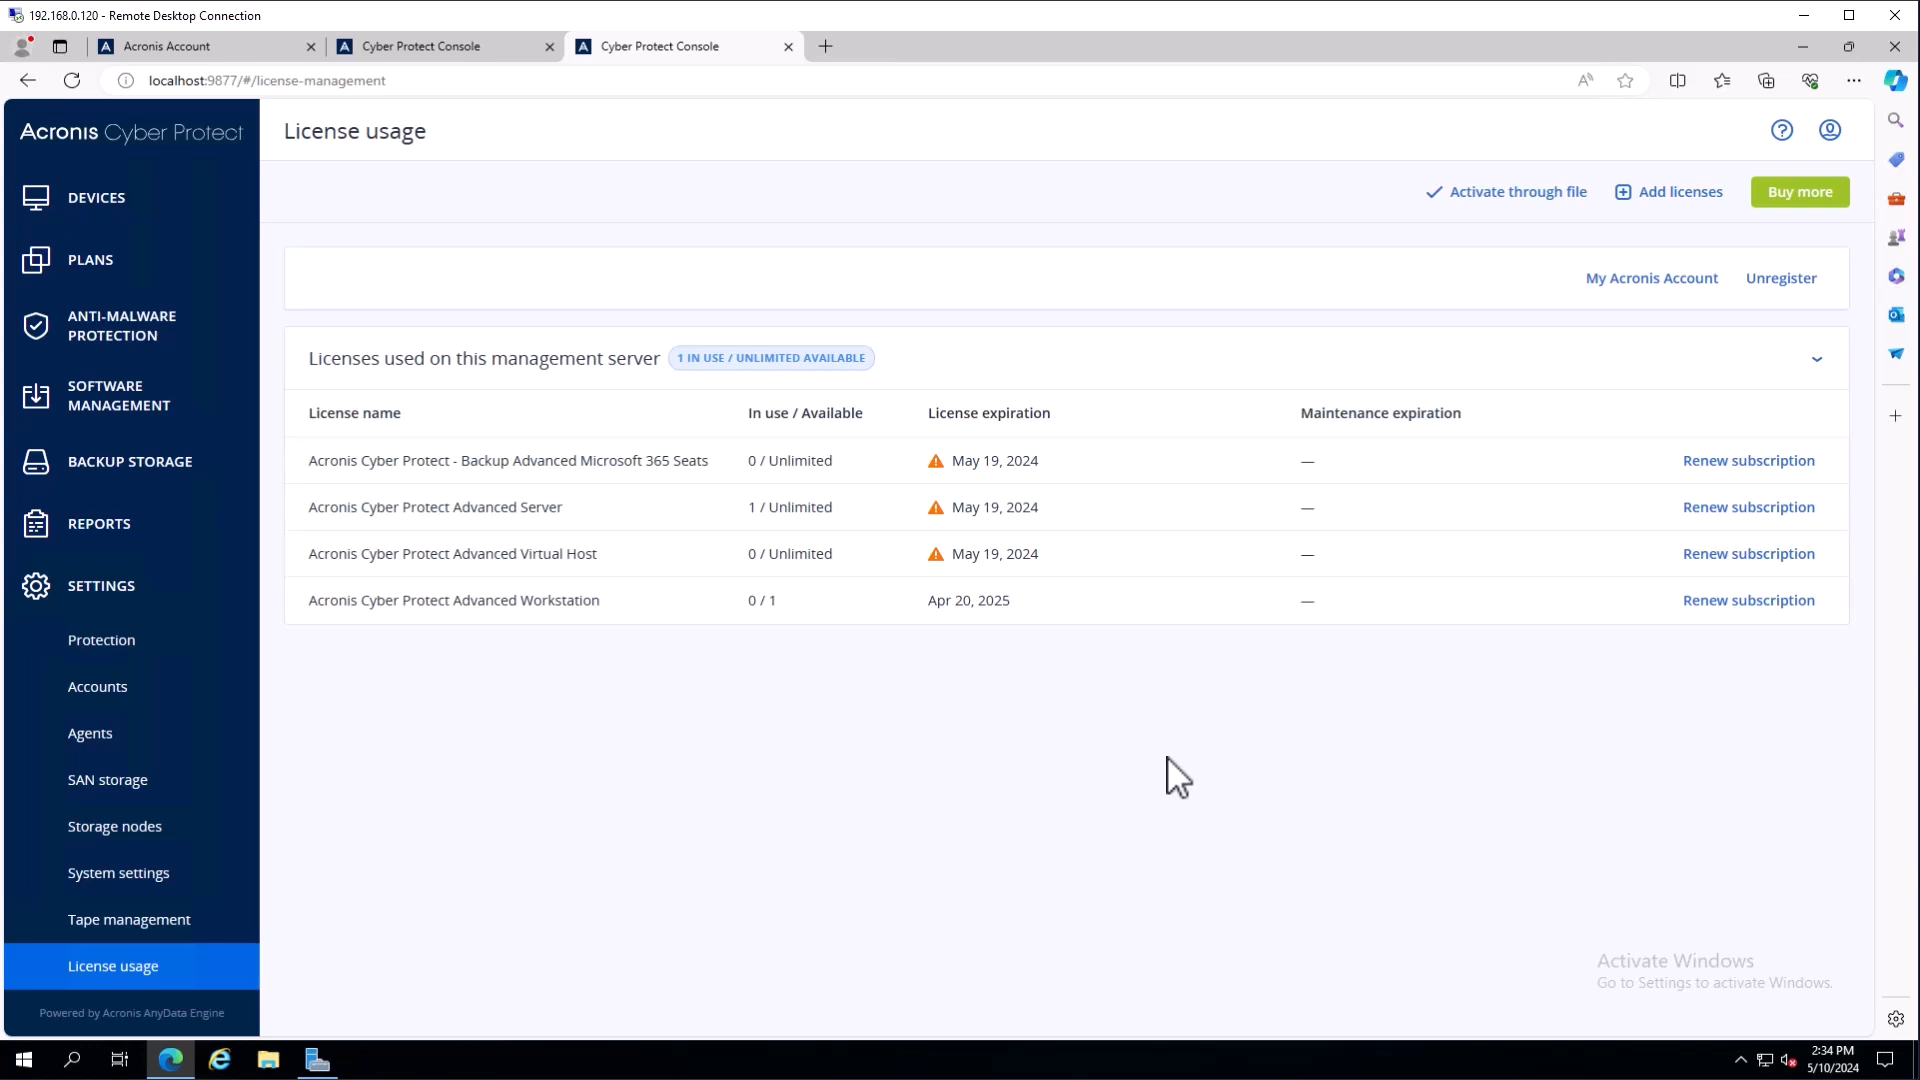 192.168.0.120 - Remote Desktop Connection
Acronis Account
Cyber Protect Console
Cyber Protect Console
localhost:9877/#/license-management
Acronis Cyber Protect
License usage
DEVICES
PLANS
ANTI-MALWARE
PROTECTION
SOFTWARE
MANAGEMENT
BACKUP STORAGE
REPORTS
SETTINGS
Protection
Accounts
Agents
SAN storage
Storage nodes
System settings
Tape management
License usage
Powered by Acronis AnyData Engine
Activate through file
Add licenses
Buy more
My Acronis Account
Unregister
Licenses used on this management server 1 IN USE / UNLIMITED AVAILABLE
License name In use / Available License expiration Maintenance expiration
Acronis Cyber Protect - Backup Advanced Microsoft 365 Seats 0 / Unlimited May 19, 2024 — Renew subscription
Acronis Cyber Protect Advanced Server 1 / Unlimited May 19, 2024 — Renew subscription
Acronis Cyber Protect Advanced Virtual Host 0 / Unlimited May 19, 2024 — Renew subscription
Acronis Cyber Protect Advanced Workstation 0 / 1 Apr 20, 2025 — Renew subscription
Activate Windows
Go to Settings to activate Windows.
2:34 PM
5/10/2024